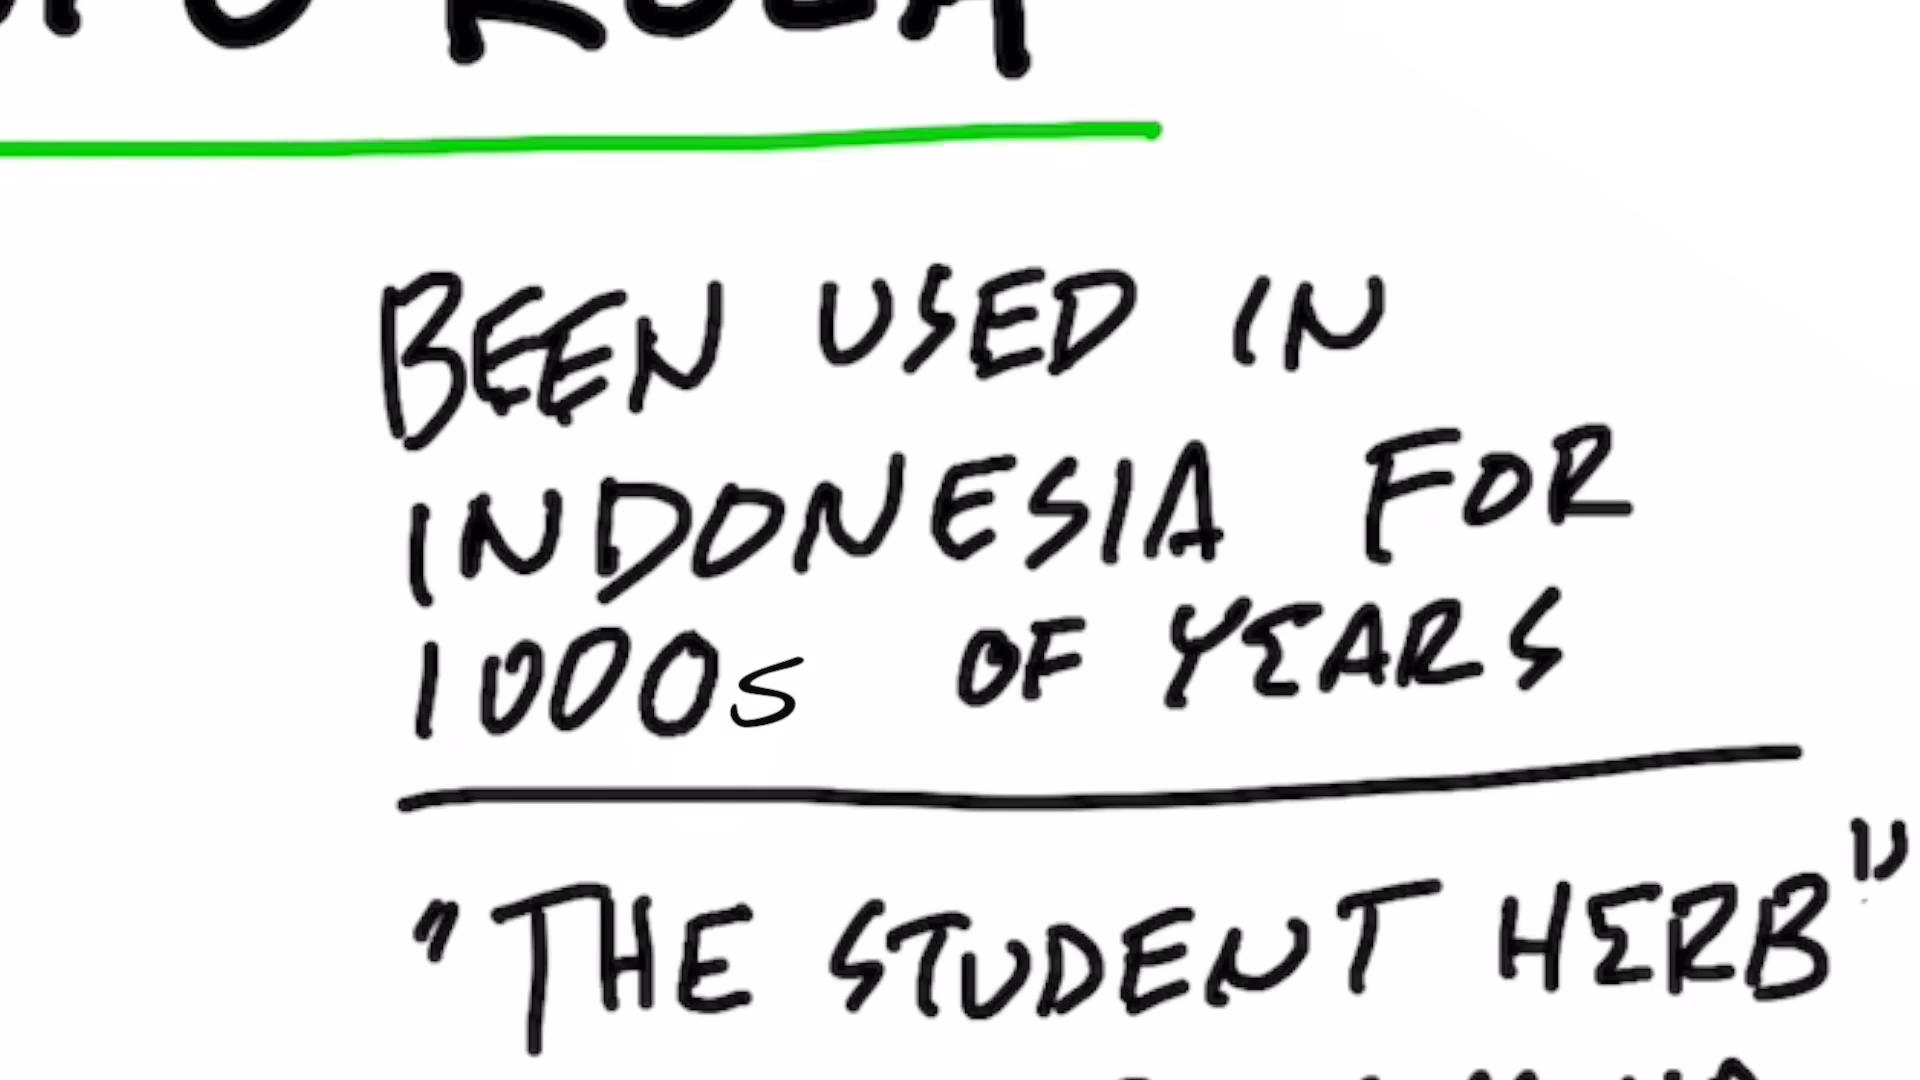 BEEN USED IN
INDONESIA FOR
1000s OF YEARS
"THE STUDENT HERB"